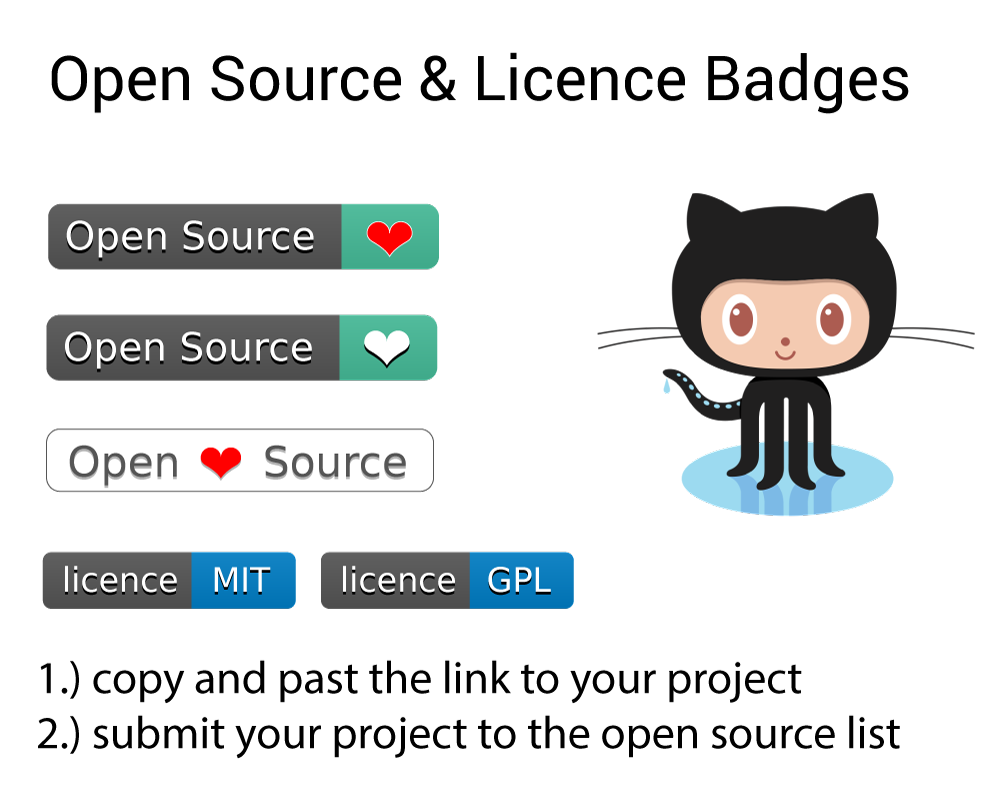 Open Source & Licence Badges
Open Source ❤
Open Source ❤
Open ❤ Source
licence MIT licence GPL
1.) copy and past the link to your project
2.) submit your project to the open source list